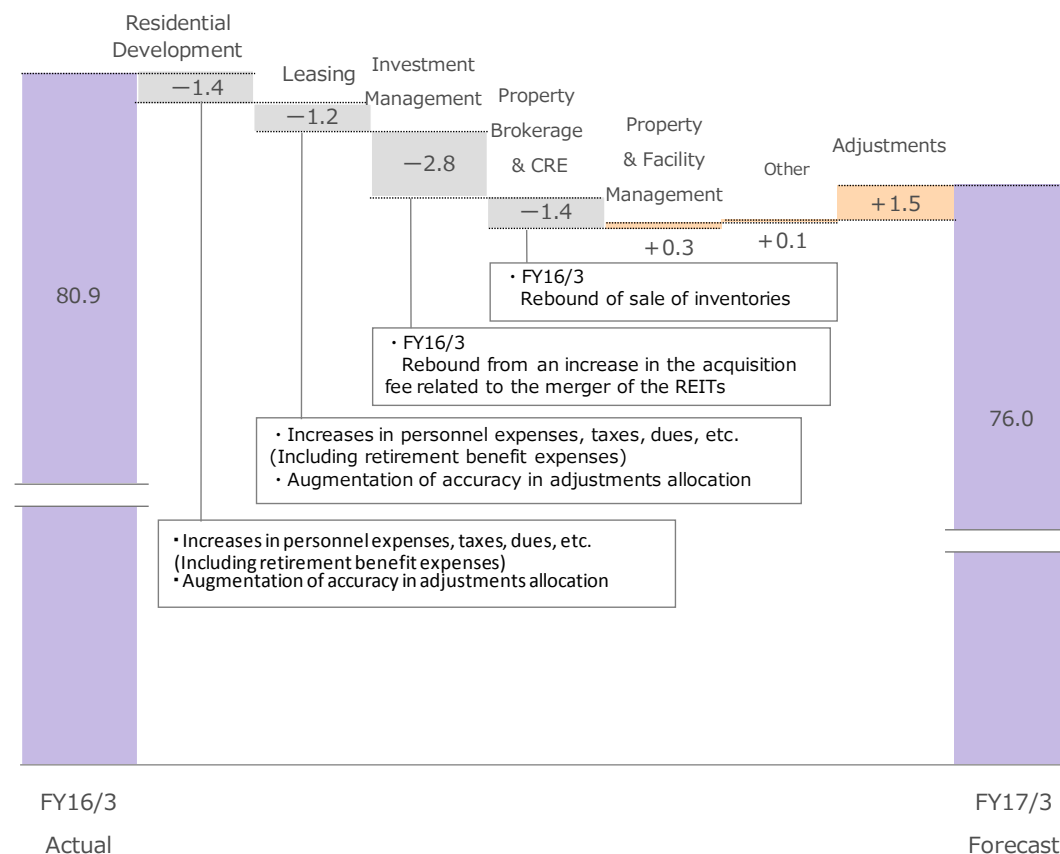 Residential
Development
−1.4
Leasing
−1.2
Investment
Management
−2.8
Property
Brokerage
& CRE
−1.4
Property
& Facility
Management
+0.3
Other
+0.1
Adjustments
+1.5
80.9
76.0
・FY16/3
Rebound of sale of inventories
・FY16/3
Rebound from an increase in the acquisition
fee related to the merger of the REITs
・Increases in personnel expenses, taxes, dues, etc.
(Including retirement benefit expenses)
・Augmentation of accuracy in adjustments allocation
・Increases in personnel expenses, taxes, dues, etc.
(Including retirement benefit expenses)
・Augmentation of accuracy in adjustments allocation
FY16/3
Actual
FY17/3
Forecast